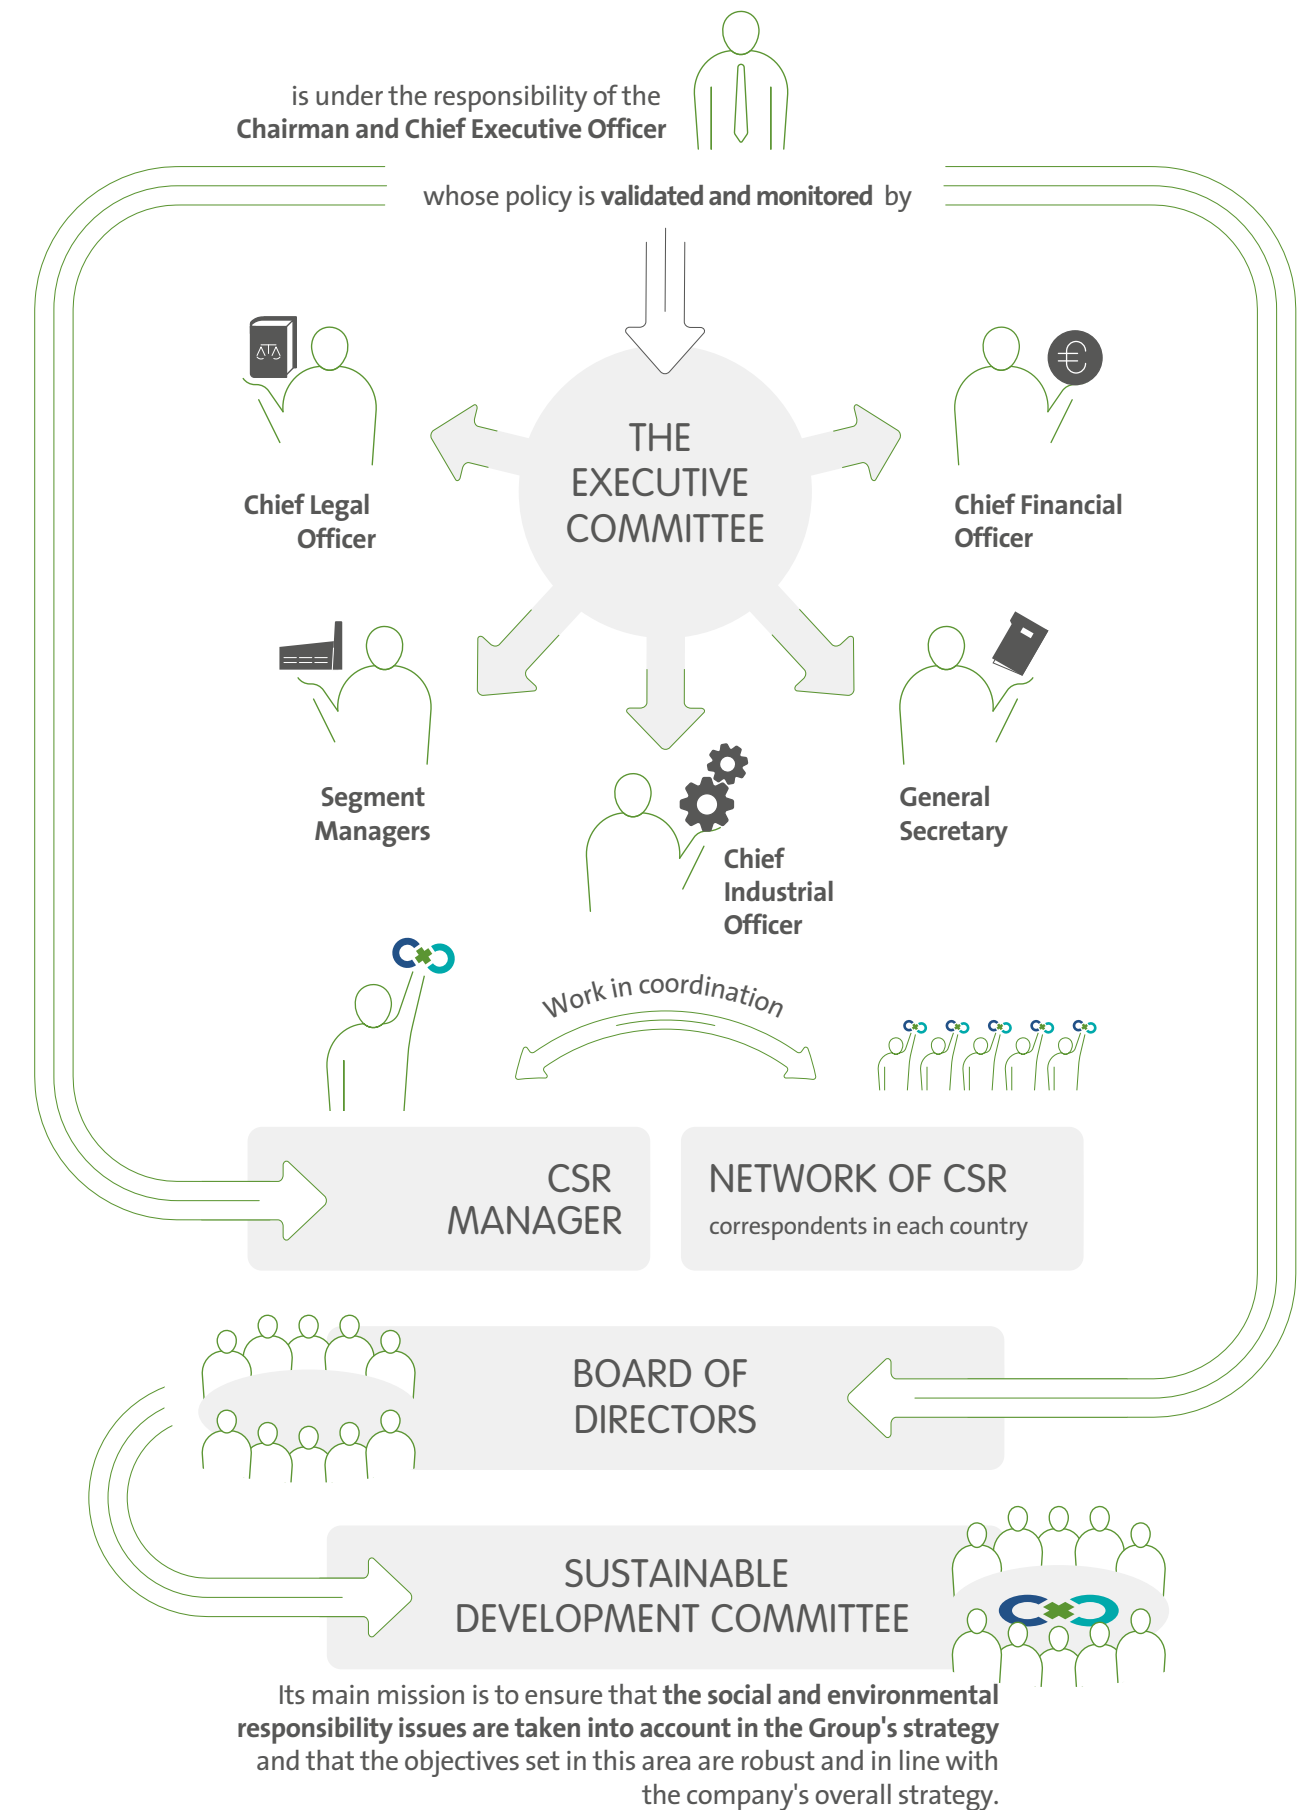 is under the responsibility of the
Chairman and Chief Executive Officer
whose policy is validated and monitored by
THE
EXECUTIVE
COMMITTEE
Chief Legal
Officer
Chief Financial
Officer
Segment
Managers
General
Secretary
Chief
Industrial
Officer
Work in coordination
CSR
MANAGER
NETWORK OF CSR
correspondents in each country
BOARD OF
DIRECTORS
SUSTAINABLE
DEVELOPMENT COMMITTEE
Its main mission is to ensure that the social and environmental
responsibility issues are taken into account in the Group's strategy
and that the objectives set in this area are robust and in line with
the company's overall strategy.